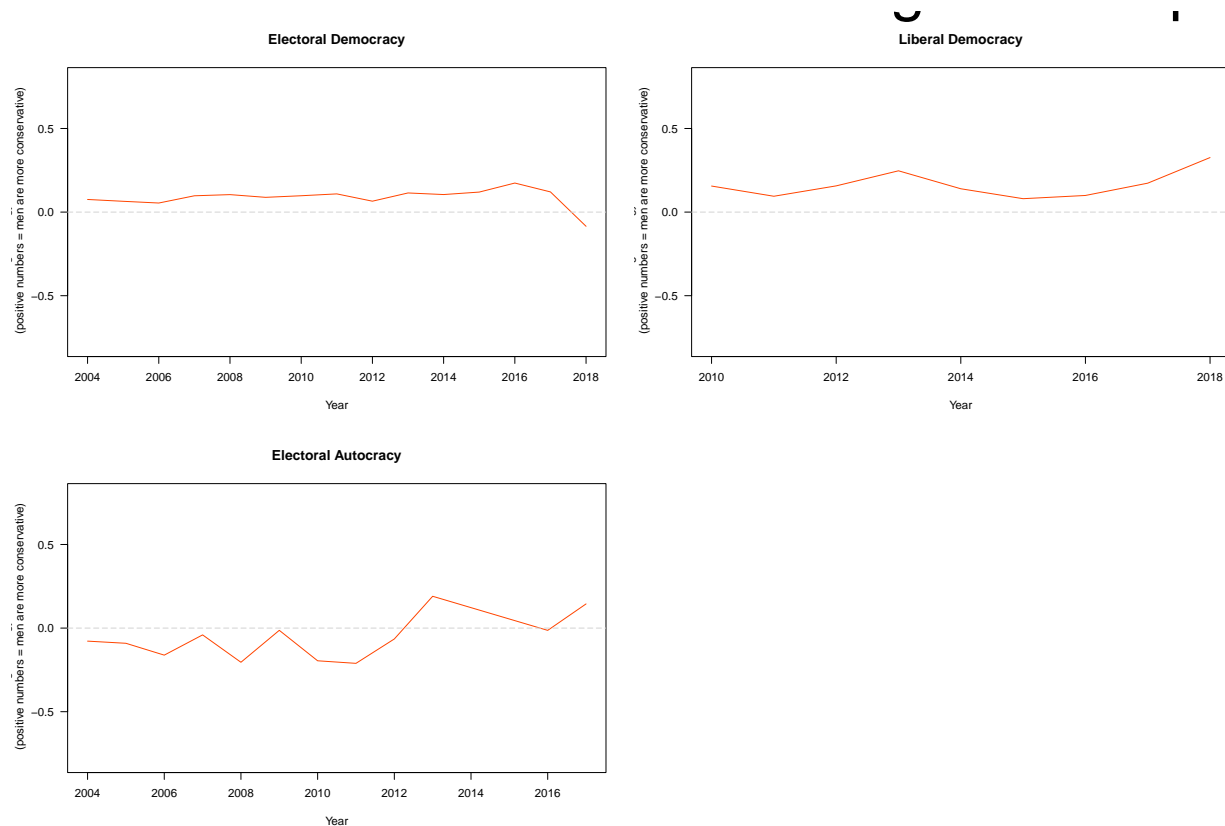 Electoral Democracy
(positive numbers = men are more conservative)
0.5
0.0
−0.5
2004 2006 2008 2010 2012 2014 2016 2018
Year
Liberal Democracy
(positive numbers = men are more conservative)
0.5
0.0
−0.5
2010 2012 2014 2016 2018
Year
Electoral Autocracy
(positive numbers = men are more conservative)
0.5
0.0
−0.5
2004 2006 2008 2010 2012 2014 2016
Year